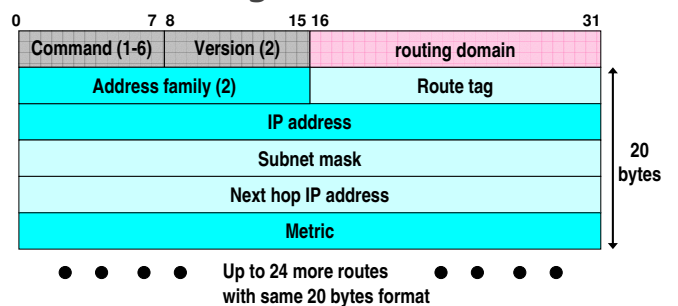 0 7 8 15 16 31
Command (1-6) Version (2) routing domain
Address family (2) Route tag
IP address
Subnet mask
Next hop IP address
Metric
20
bytes
Up to 24 more routes
with same 20 bytes format